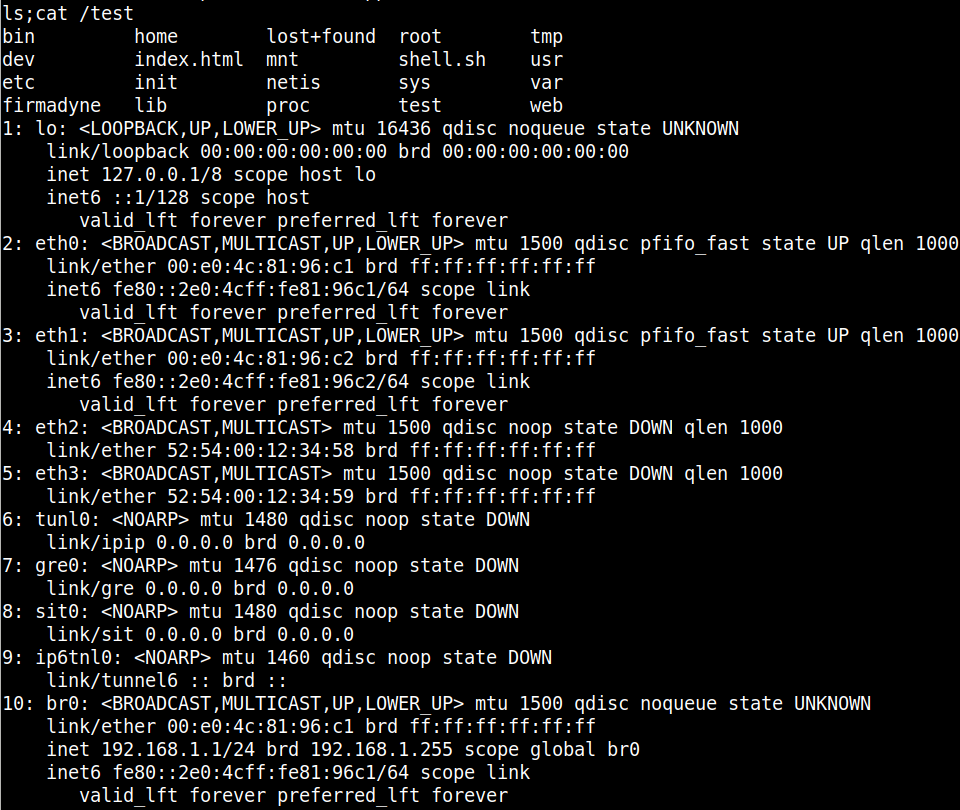 ls;cat /test
bin         home        lost+found  root        tmp
dev         index.html  mnt         shell.sh    usr
etc         init        netis       sys         var
firmadyne   lib         proc        test        web
1: lo: <LOOPBACK,UP,LOWER_UP> mtu 16436 qdisc noqueue state UNKNOWN
    link/loopback 00:00:00:00:00:00 brd 00:00:00:00:00:00
    inet 127.0.0.1/8 scope host lo
    inet6 ::1/128 scope host
       valid_lft forever preferred_lft forever
2: eth0: <BROADCAST,MULTICAST,UP,LOWER_UP> mtu 1500 qdisc pfifo_fast state UP qlen 1000
    link/ether 00:e0:4c:81:96:c1 brd ff:ff:ff:ff:ff:ff
    inet6 fe80::2e0:4cff:fe81:96c1/64 scope link
       valid_lft forever preferred_lft forever
3: eth1: <BROADCAST,MULTICAST,UP,LOWER_UP> mtu 1500 qdisc pfifo_fast state UP qlen 1000
    link/ether 00:e0:4c:81:96:c2 brd ff:ff:ff:ff:ff:ff
    inet6 fe80::2e0:4cff:fe81:96c2/64 scope link
       valid_lft forever preferred_lft forever
4: eth2: <BROADCAST,MULTICAST> mtu 1500 qdisc noop state DOWN qlen 1000
    link/ether 52:54:00:12:34:58 brd ff:ff:ff:ff:ff:ff
5: eth3: <BROADCAST,MULTICAST> mtu 1500 qdisc noop state DOWN qlen 1000
    link/ether 52:54:00:12:34:59 brd ff:ff:ff:ff:ff:ff
6: tunl0: <NOARP> mtu 1480 qdisc noop state DOWN
    link/ipip 0.0.0.0 brd 0.0.0.0
7: gre0: <NOARP> mtu 1476 qdisc noop state DOWN
    link/gre 0.0.0.0 brd 0.0.0.0
8: sit0: <NOARP> mtu 1480 qdisc noop state DOWN
    link/sit 0.0.0.0 brd 0.0.0.0
9: ip6tnl0: <NOARP> mtu 1460 qdisc noop state DOWN
    link/tunnel6 :: brd ::
10: br0: <BROADCAST,MULTICAST,UP,LOWER_UP> mtu 1500 qdisc noqueue state UNKNOWN
    link/ether 00:e0:4c:81:96:c1 brd ff:ff:ff:ff:ff:ff
    inet 192.168.1.1/24 brd 192.168.1.255 scope global br0
    inet6 fe80::2e0:4cff:fe81:96c1/64 scope link
       valid_lft forever preferred_lft forever